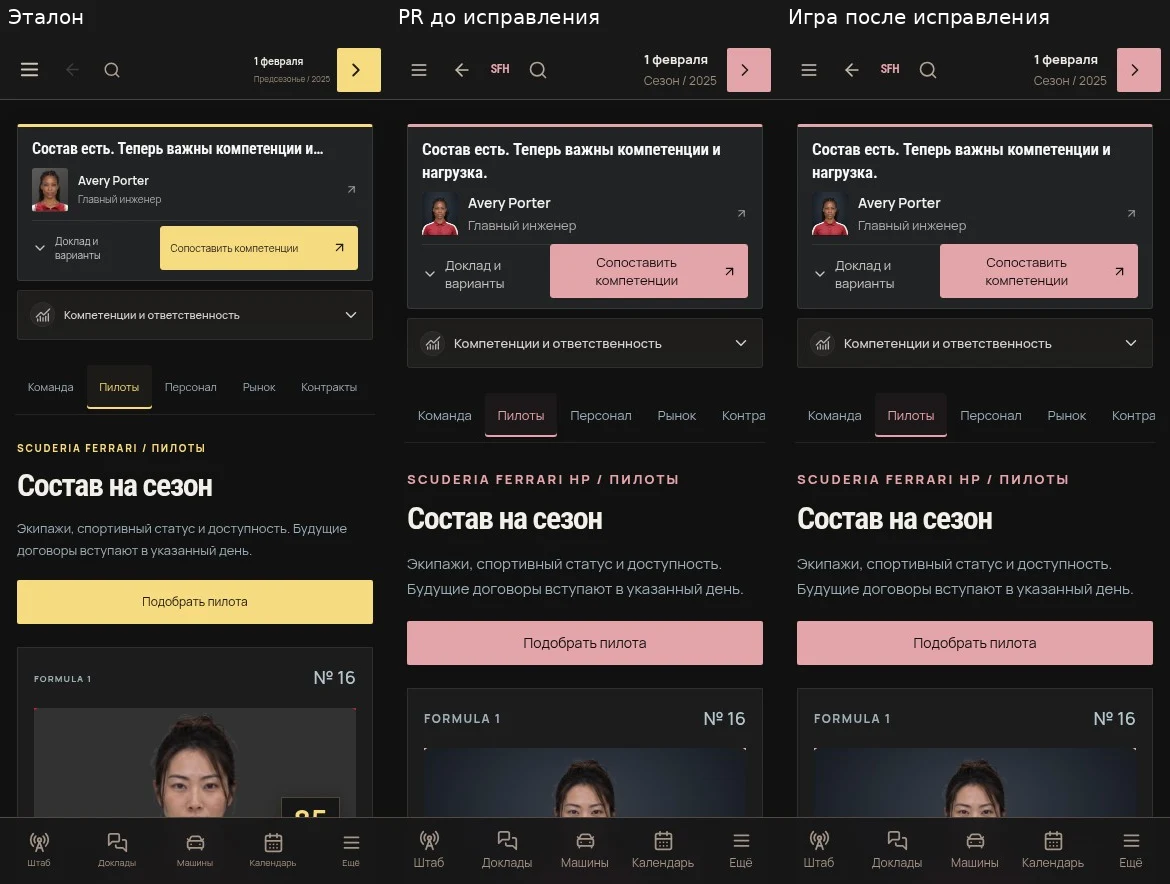 Эталон
1 февраля
Предсезонье / 2025
Состав есть. Теперь важны компетенции и…
Avery Porter
Главный инженер
Доклад и
варианты
Сопоставить компетенции
Компетенции и ответственность
Команда
Пилоты
Персонал
Рынок
Контракты
SCUDERIA FERRARI / ПИЛОТЫ
Состав на сезон
Экипажи, спортивный статус и доступность. Будущие
договоры вступают в указанный день.
Подобрать пилота
FORMULA 1
№ 16
Штаб
Доклады
Машины
Календарь
Ещё
PR до исправления
SFH
1 февраля
Сезон / 2025
Состав есть. Теперь важны компетенции и
нагрузка.
Avery Porter
Главный инженер
Доклад и
варианты
Сопоставить
компетенции
Компетенции и ответственность
Команда
Пилоты
Персонал
Рынок
Контра
SCUDERIA FERRARI HP / ПИЛОТЫ
Состав на сезон
Экипажи, спортивный статус и доступность.
Будущие договоры вступают в указанный день.
Подобрать пилота
FORMULA 1
№ 16
Штаб
Доклады
Машины
Календарь
Ещё
Игра после исправления
SFH
1 февраля
Сезон / 2025
Состав есть. Теперь важны компетенции и
нагрузка.
Avery Porter
Главный инженер
Доклад и
варианты
Сопоставить
компетенции
Компетенции и ответственность
Команда
Пилоты
Персонал
Рынок
Контра
SCUDERIA FERRARI HP / ПИЛОТЫ
Состав на сезон
Экипажи, спортивный статус и доступность.
Будущие договоры вступают в указанный день.
Подобрать пилота
FORMULA 1
№ 16
Штаб
Доклады
Машины
Календарь
Ещё